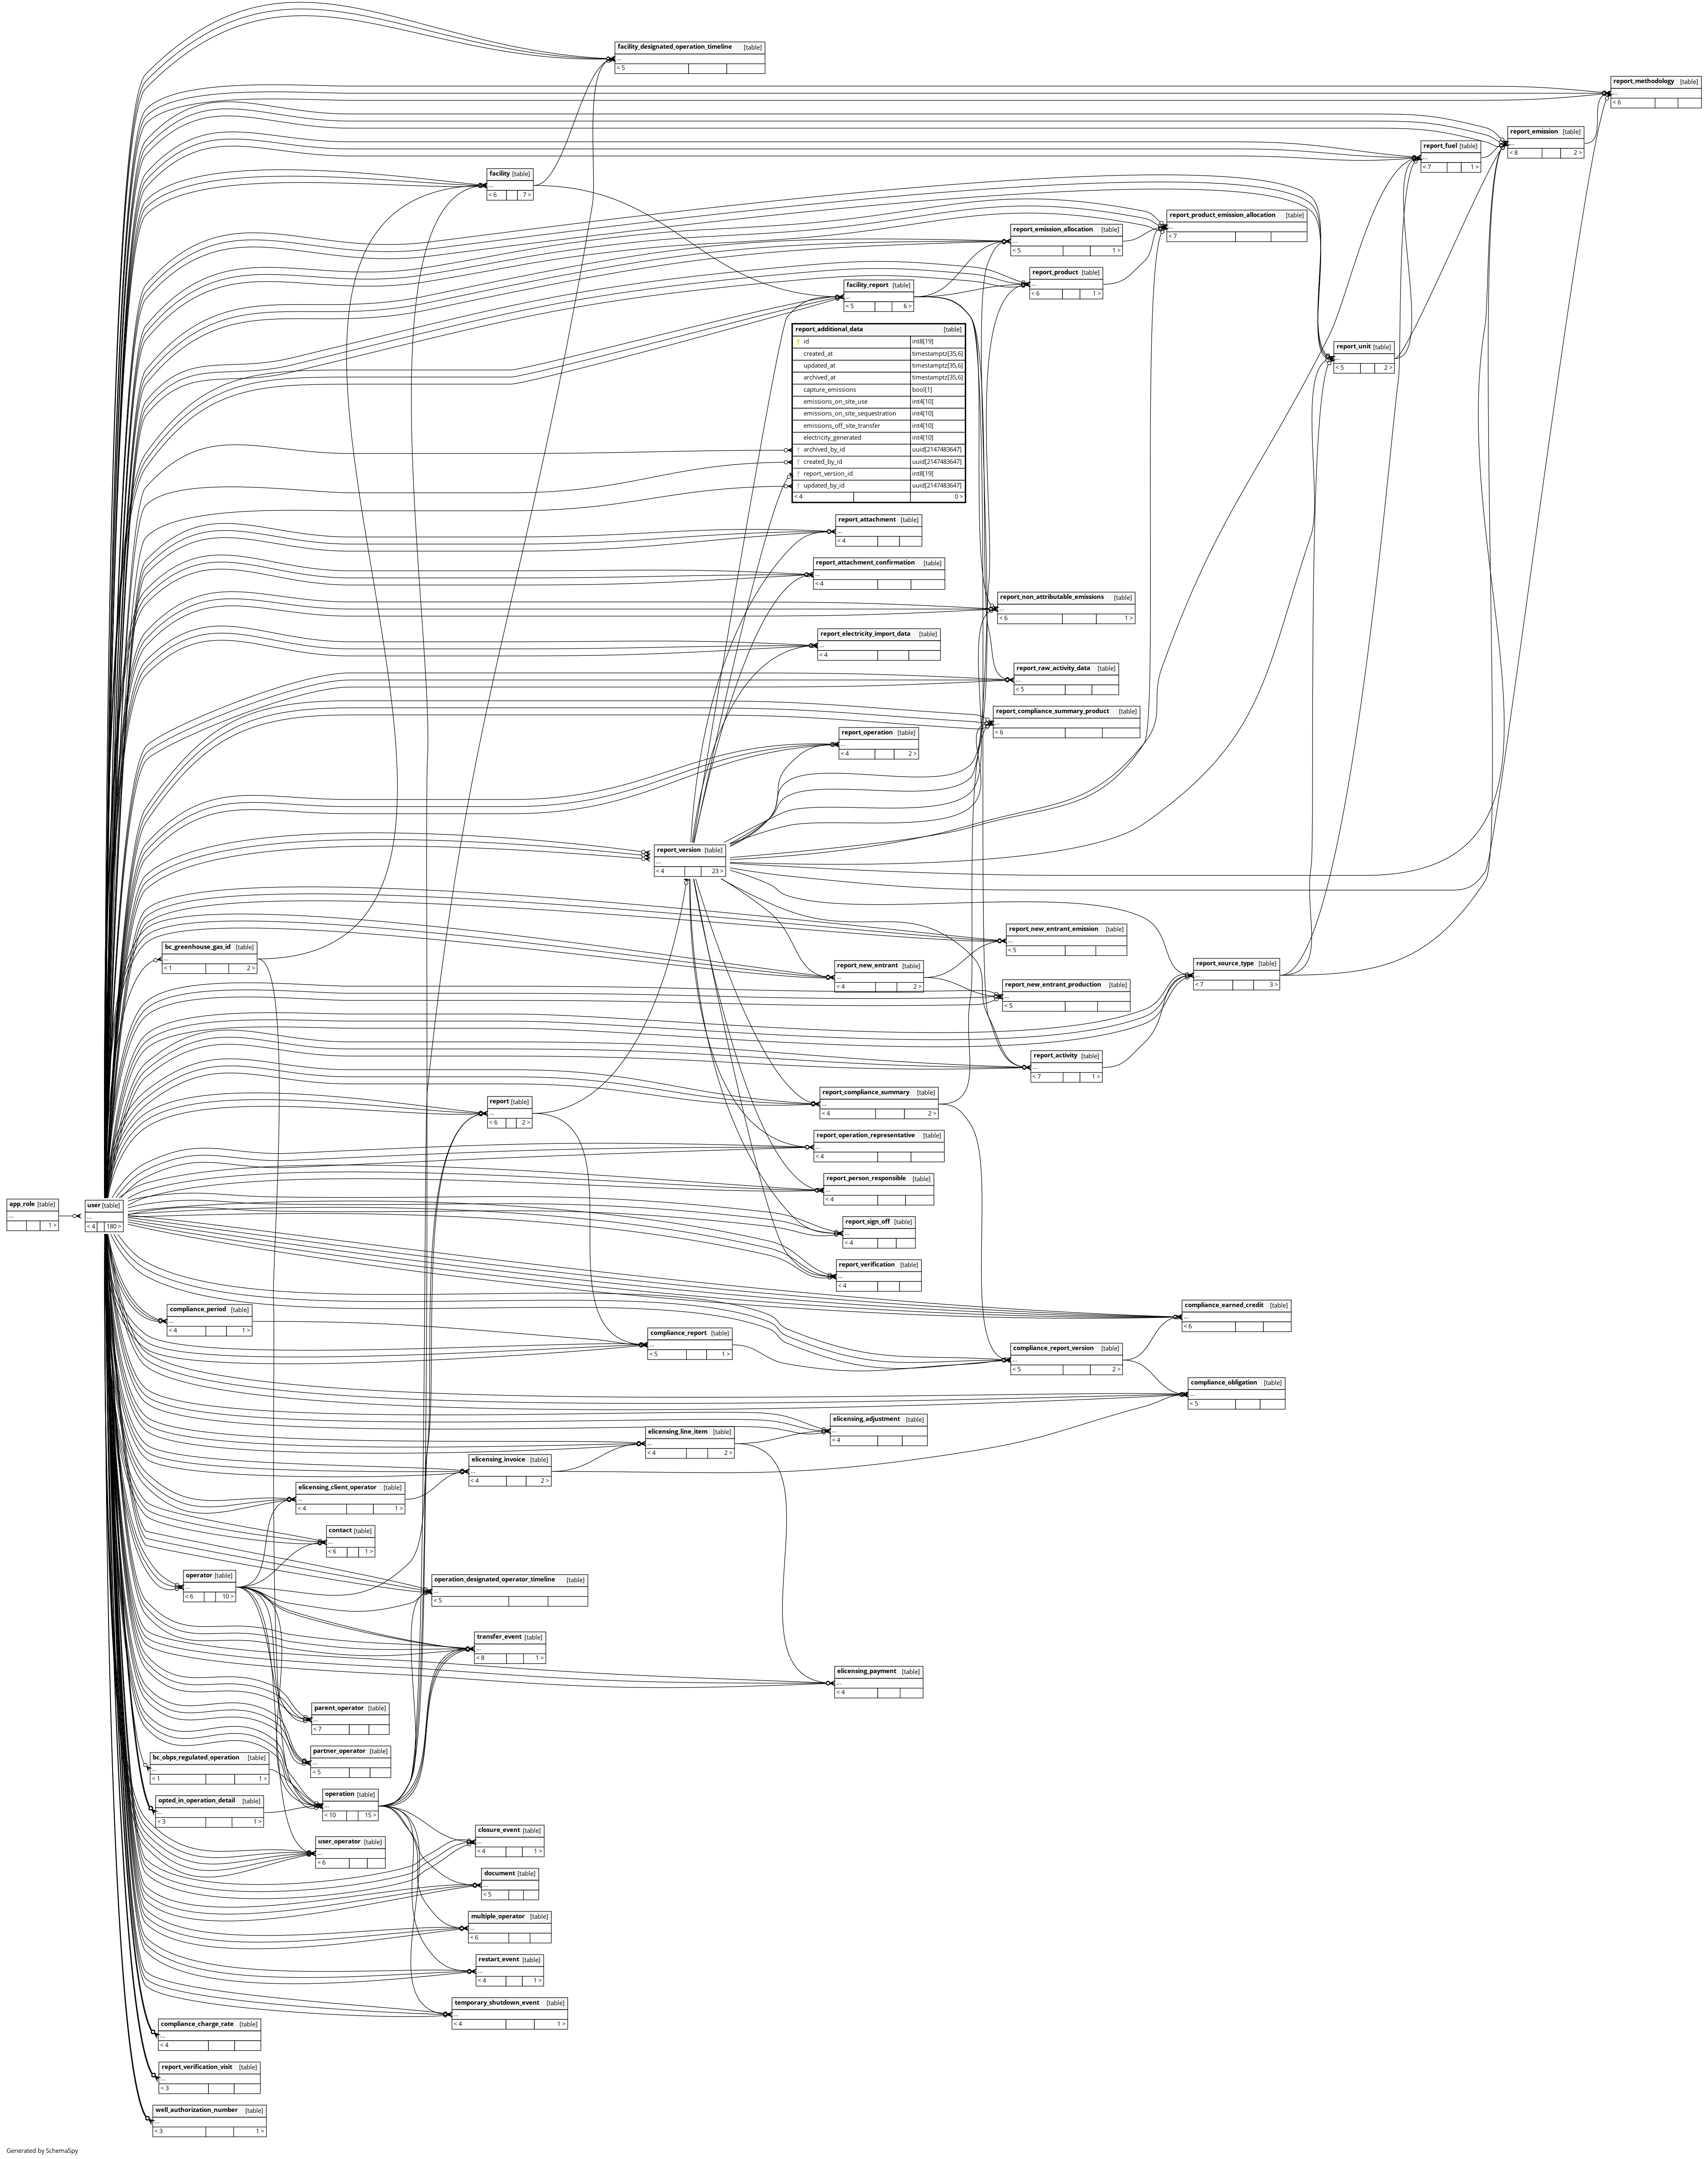 facility_designated_operation_timeline [table]
...
< 5
report_methodology [table]
...
< 6
report_emission [table]
...
< 8 2 >
report_fuel [table]
...
< 7 1 >
facility [table]
...
< 6 7 >
report_product_emission_allocation [table]
...
< 7
report_emission_allocation [table]
...
< 5 1 >
report_product [table]
...
< 6 1 >
facility_report [table]
...
< 5 6 >
report_additional_data [table]
id int8[19]
created_at timestamptz[35,6]
updated_at timestamptz[35,6]
archived_at timestamptz[35,6]
capture_emissions bool[1]
emissions_on_site_use int4[10]
emissions_on_site_sequestration int4[10]
emissions_off_site_transfer int4[10]
electricity_generated int4[10]
archived_by_id uuid[2147483647]
created_by_id uuid[2147483647]
report_version_id int8[19]
updated_by_id uuid[2147483647]
< 4 0 >
report_unit [table]
...
< 5 2 >
report_attachment [table]
...
< 4
report_attachment_confirmation [table]
...
< 4
report_non_attributable_emissions [table]
...
< 6 1 >
report_electricity_import_data [table]
...
< 4
report_raw_activity_data [table]
...
< 5
report_compliance_summary_product [table]
...
< 6
report_operation [table]
...
< 4 2 >
report_version [table]
...
< 4 23 >
report_new_entrant_emission [table]
...
< 5
bc_greenhouse_gas_id [table]
...
< 1 2 >
report_new_entrant [table]
...
< 4 2 >
report_source_type [table]
...
< 7 3 >
report_new_entrant_production [table]
...
< 5
report_activity [table]
...
< 7 1 >
report_compliance_summary [table]
...
< 4 2 >
report [table]
...
< 6 2 >
report_operation_representative [table]
...
< 4
report_person_responsible [table]
...
< 4
app_role [table]
...
1 >
user [table]
...
< 4 180 >
report_sign_off [table]
...
< 4
report_verification [table]
...
< 4
compliance_period [table]
...
< 4 1 >
compliance_earned_credit [table]
...
< 6
compliance_report [table]
...
< 5 1 >
compliance_report_version [table]
...
< 5 2 >
compliance_obligation [table]
...
< 5
elicensing_adjustment [table]
...
< 4
elicensing_line_item [table]
...
< 4 2 >
elicensing_invoice [table]
...
< 4 2 >
elicensing_client_operator [table]
...
< 4 1 >
contact [table]
...
< 6 1 >
operator [table]
...
< 6 10 >
operation_designated_operator_timeline [table]
...
< 5
transfer_event [table]
...
< 8 1 >
elicensing_payment [table]
...
< 4
parent_operator [table]
...
< 7
partner_operator [table]
...
< 5
bc_obps_regulated_operation [table]
...
< 1 1 >
operation [table]
...
< 10 15 >
opted_in_operation_detail [table]
...
< 3 1 >
closure_event [table]
...
< 4 1 >
user_operator [table]
...
< 6
document [table]
...
< 5
multiple_operator [table]
...
< 6
restart_event [table]
...
< 4 1 >
temporary_shutdown_event [table]
...
< 4 1 >
compliance_charge_rate [table]
...
< 4
report_verification_visit [table]
...
< 3
well_authorization_number [table]
...
< 3 1 >
Generated by SchemaSpy